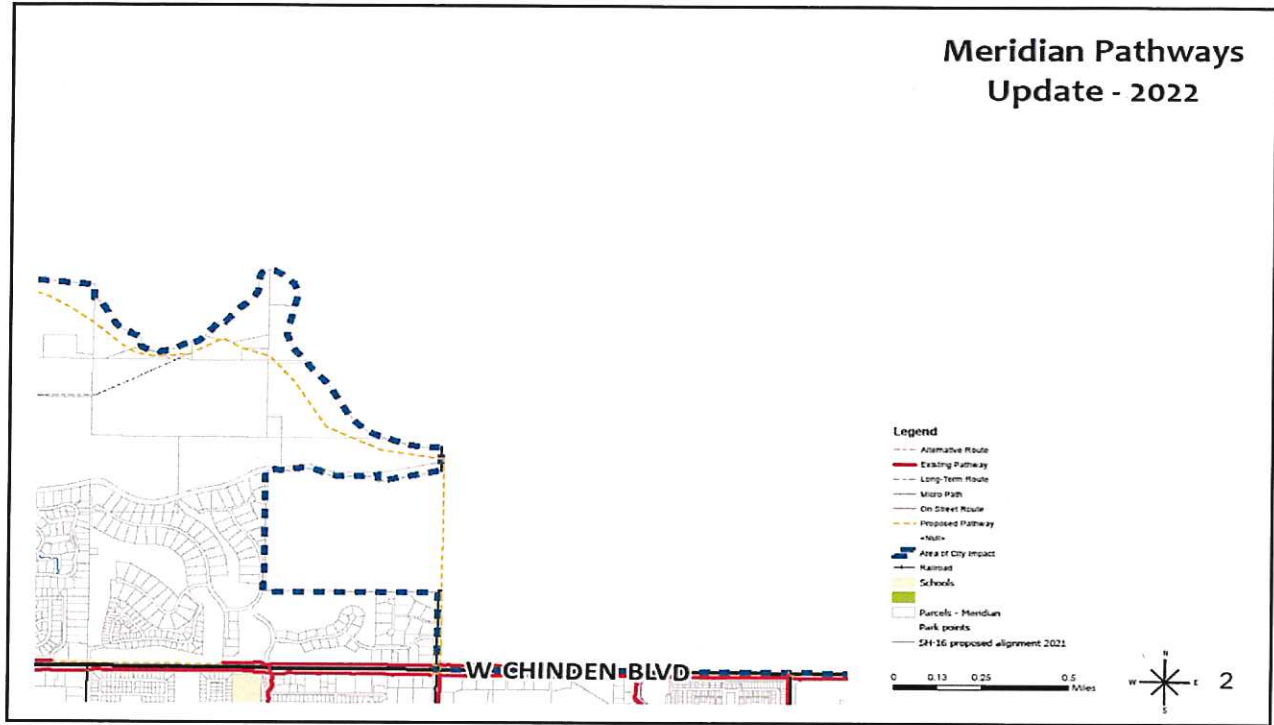 Meridian Pathways
Update - 2022
W CHINDEN BLVD
Legend
Alternative Route
Existing Pathway
Long-Term Route
Micro Path
On Street Route
Proposed Pathway
<Null>
Area of City Impact
Railroad
Schools
Parcels - Meridian
Park points
SH-16 proposed alignment 2021
0 0.13 0.25 0.5
Miles
N
W E
S
2